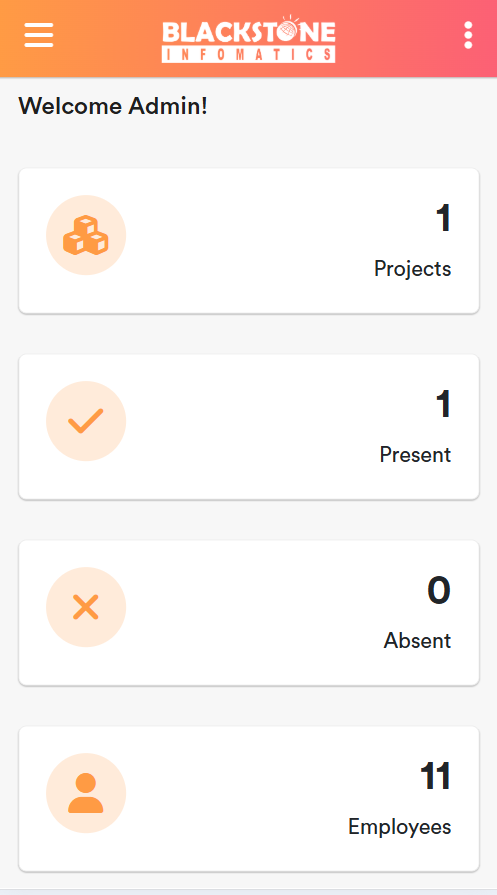 BLACKSTONE
INFOMATICS
Welcome Admin!
1
Projects
1
Present
0
Absent
11
Employees